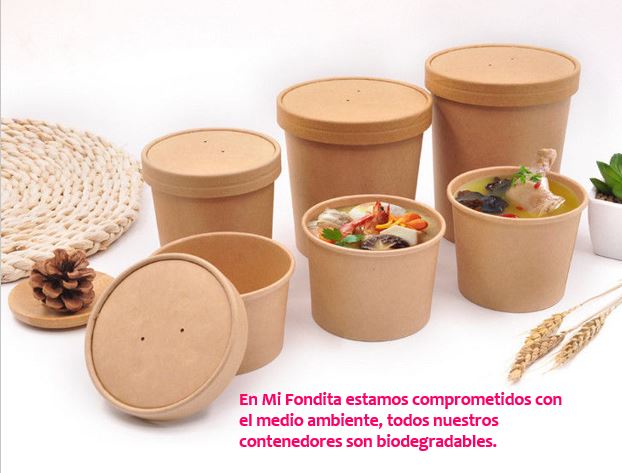 En Mi Fondita estamos comprometidos con
el medio ambiente, todos nuestros
contenedores son biodegradables.